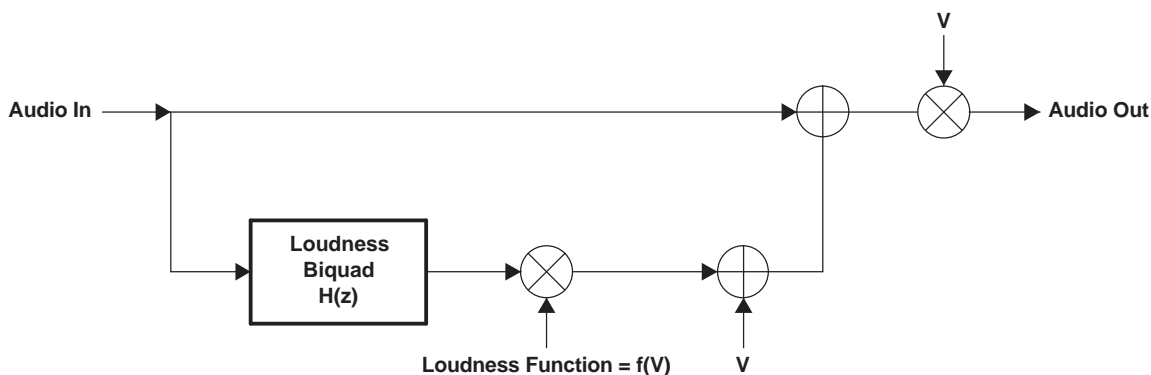 V
Audio In
Audio Out
Loudness
Biquad
H(z)
Loudness Function = f(V)
V